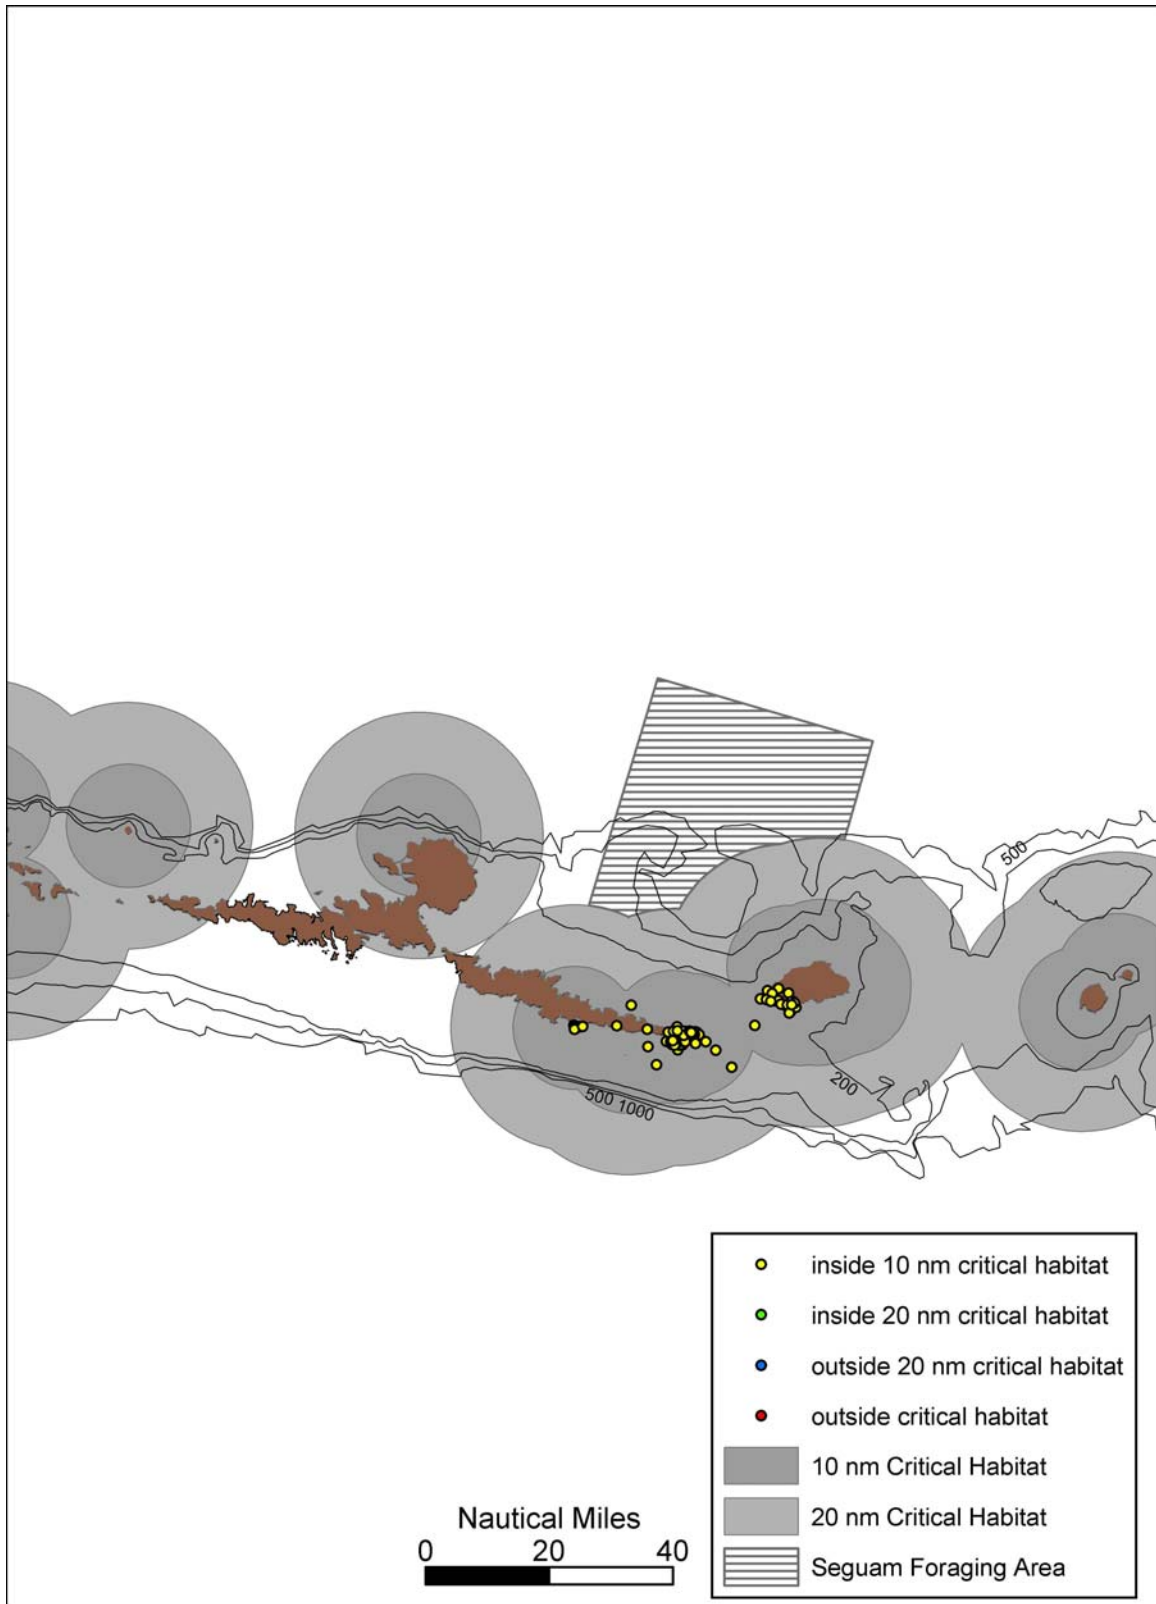 500
200
500 1000
inside 10 nm critical habitat
inside 20 nm critical habitat
outside 20 nm critical habitat
outside critical habitat
10 nm Critical Habitat
20 nm Critical Habitat
Seguam Foraging Area
Nautical Miles
0 20 40